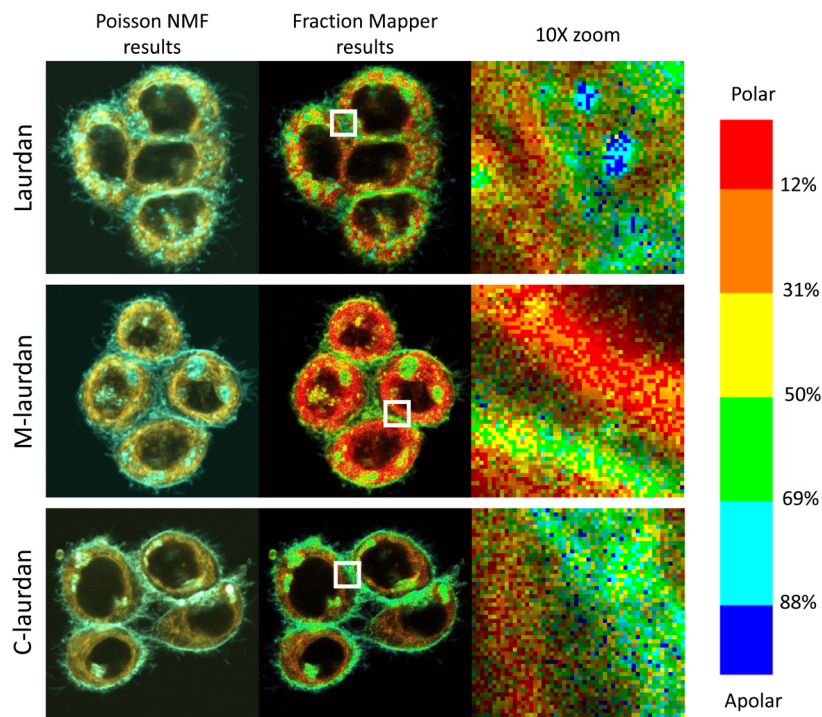 Poisson NMF
results
Fraction Mapper
results
10X zoom
Laurdan
M-laurdan
C-laurdan
Polar
12%
31%
50%
69%
88%
Apolar